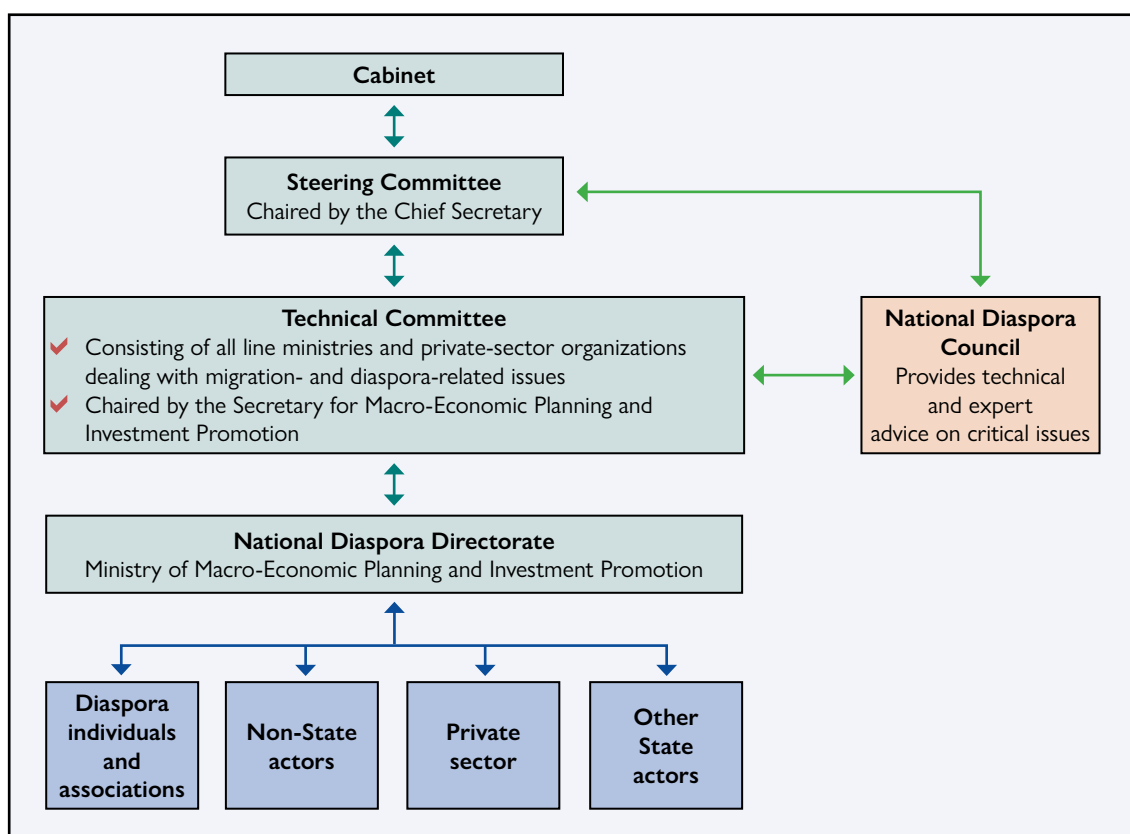 Cabinet
Steering Committee
Chaired by the Chief Secretary
Technical Committee
Consisting of all line ministries and private-sector organizations
dealing with migration- and diaspora-related issues
Chaired by the Secretary for Macro-Economic Planning and
Investment Promotion
National Diaspora
Council
Provides technical
and expert
advice on critical issues
National Diaspora Directorate
Ministry of Macro-Economic Planning and Investment Promotion
Diaspora
individuals
and
associations
Non-State
actors
Private
sector
Other
State
actors